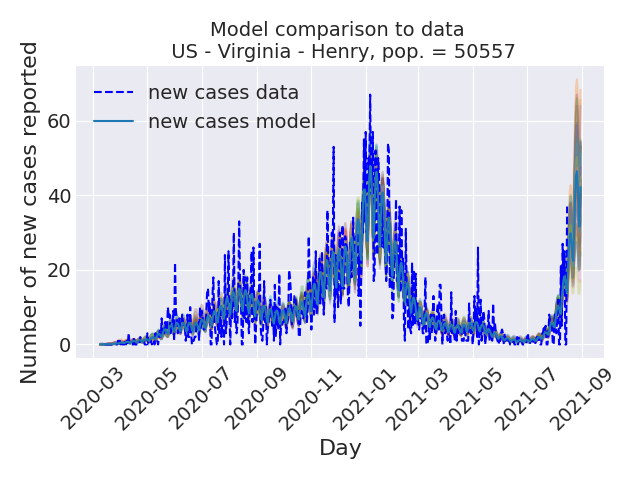 Model comparison to data
US - Virginia - Henry, pop. = 50557
Number of new cases reported
new cases data
new cases model
60
40
20
0
2020-03
2020-05
2020-07
2020-09
2020-11
2021-01
2021-03
2021-05
2021-07
2021-09
Day